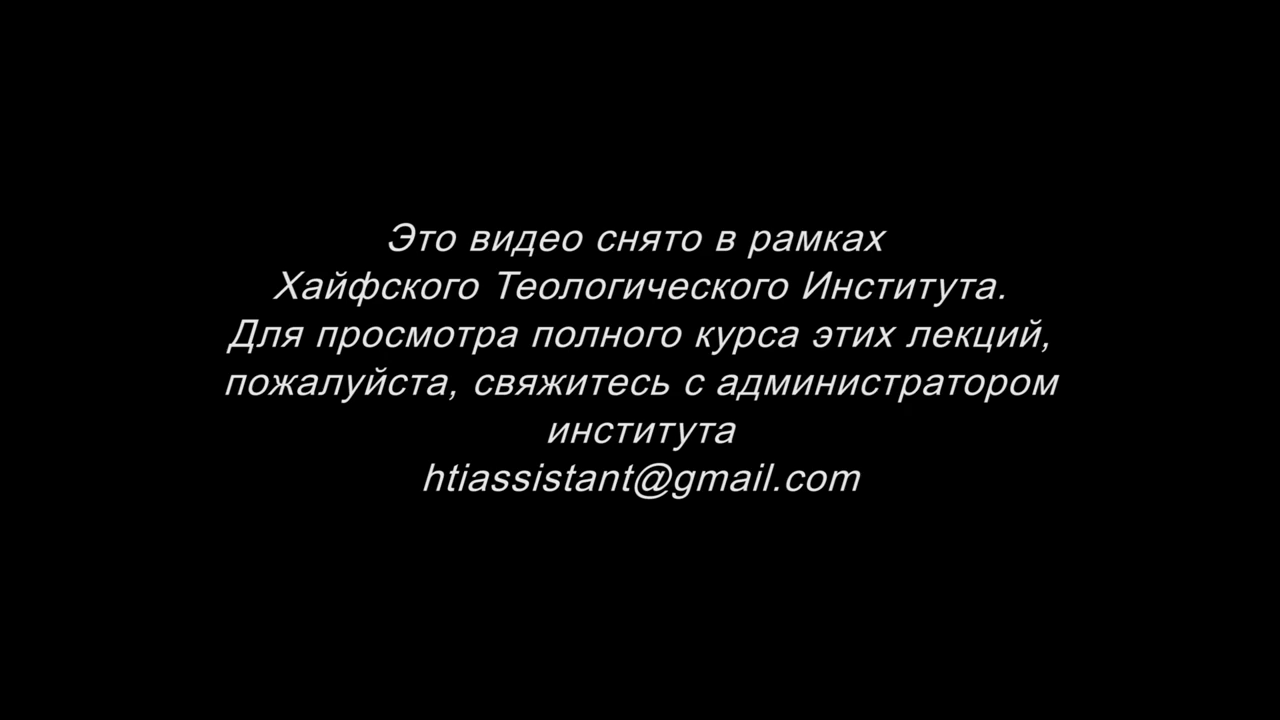 Это видео снято в рамках
Хайфского Теологического Института.
Для просмотра полного курса этих лекций,
пожалуйста, свяжитесь с администратором
института
htiassistant@gmail.com